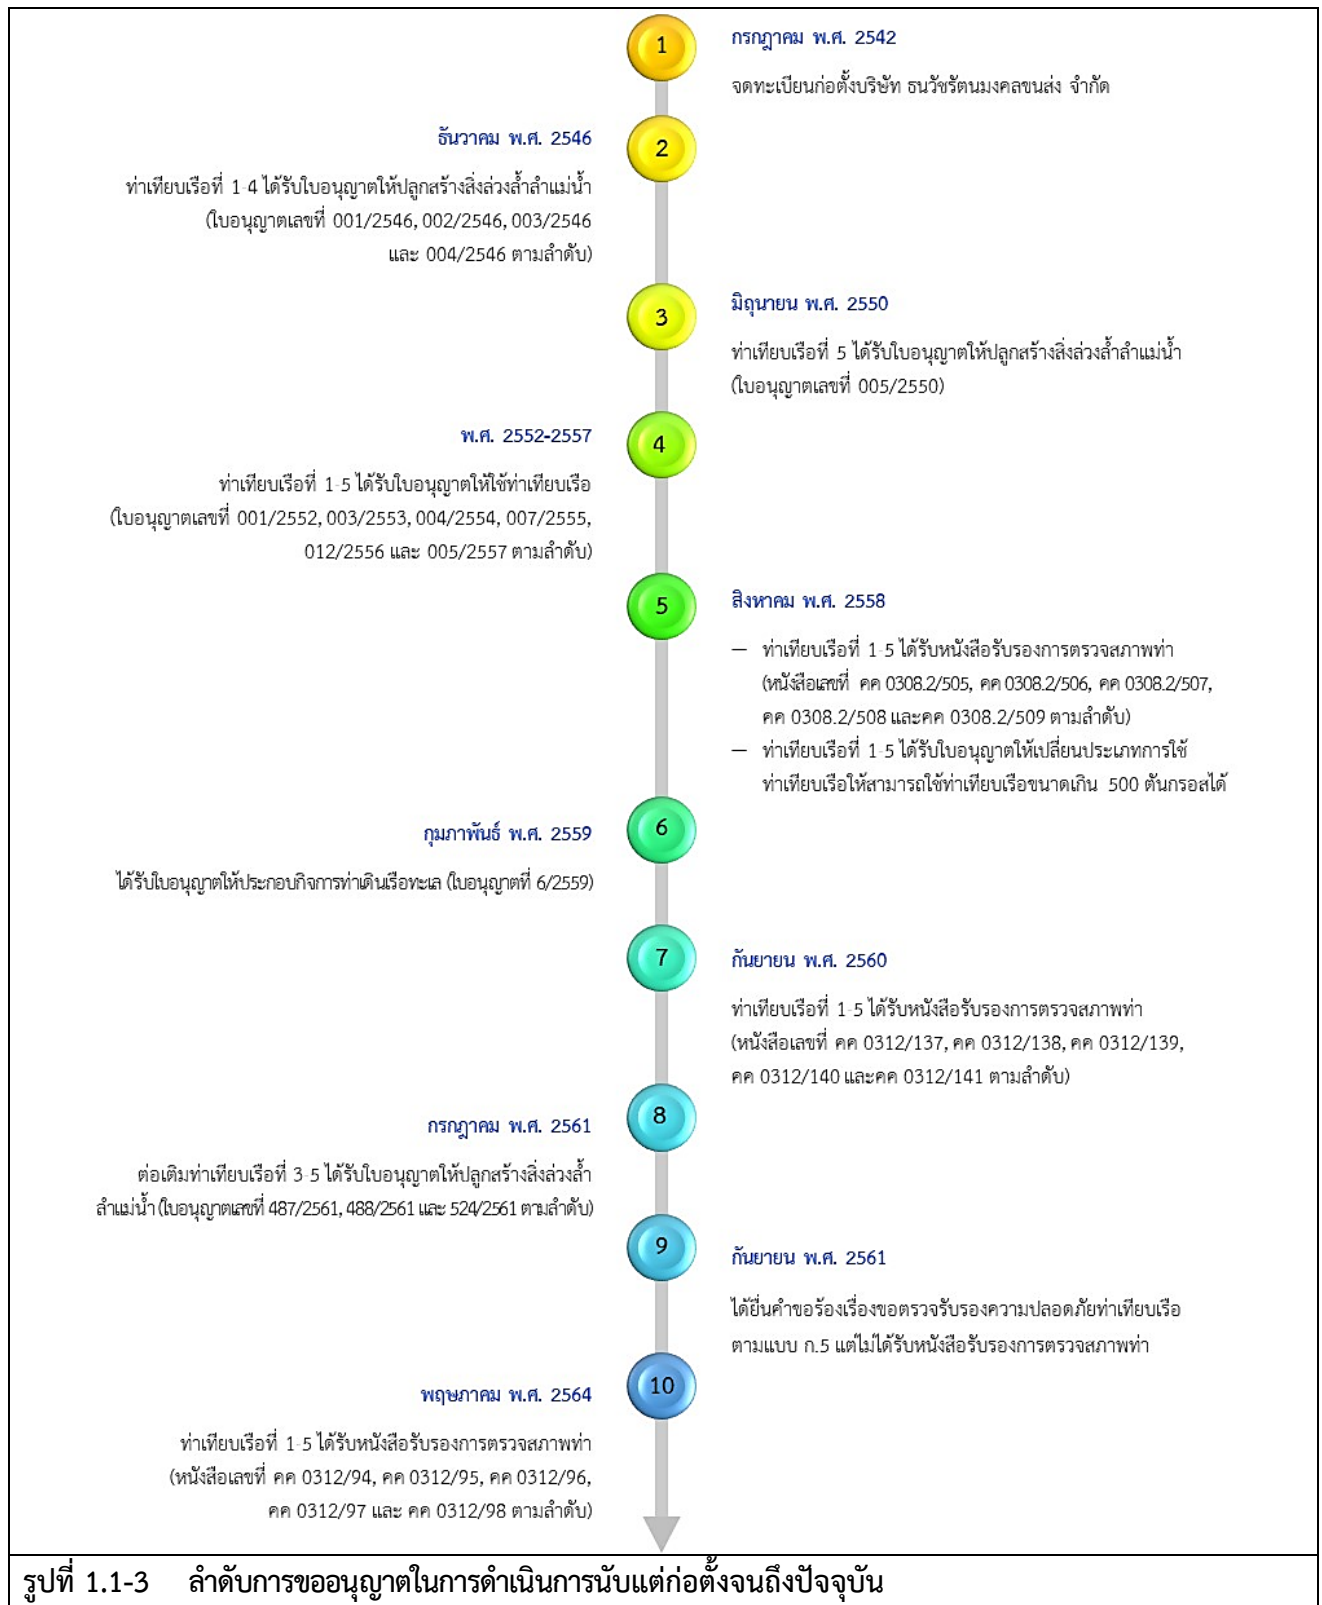 1
กรกฎาคม พ.ศ. 2542
จดทะเบียนก่อตั้งบริษัท ธนวัชรัตนมงคลขนส่ง จำกัด
2
ธันวาคม พ.ศ. 2546
ท่าเทียบเรือที่ 1-4 ได้รับใบอนุญาตให้ปลูกสร้างสิ่งล่วงล้ำลำแม่น้ำ
(ใบอนุญาตเลขที่ 001/2546, 002/2546, 003/2546
และ 004/2546 ตามลำดับ)
3
มิถุนายน พ.ศ. 2550
ท่าเทียบเรือที่ 5 ได้รับใบอนุญาตให้ปลูกสร้างสิ่งล่วงล้ำลำแม่น้ำ
(ใบอนุญาตเลขที่ 005/2550)
4
พ.ศ. 2552-2557
ท่าเทียบเรือที่ 1-5 ได้รับใบอนุญาตให้ใช้ท่าเทียบเรือ
(ใบอนุญาตเลขที่ 001/2552, 003/2553, 004/2554, 007/2555,
012/2556 และ 005/2557 ตามลำดับ)
5
สิงหาคม พ.ศ. 2558
– ท่าเทียบเรือที่ 1-5 ได้รับหนังสือรับรองการตรวจสภาพท่า
(หนังสือเลขที่ คค 0308.2/505, คค 0308.2/506, คค 0308.2/507,
คค 0308.2/508 และคค 0308.2/509 ตามลำดับ)
– ท่าเทียบเรือที่ 1-5 ได้รับใบอนุญาตให้เปลี่ยนประเภทการใช้
ท่าเทียบเรือให้สามารถใช้ท่าเทียบเรือขนาดเกิน 500 ตันกรอสได้
6
กุมภาพันธ์ พ.ศ. 2559
ได้รับใบอนุญาตให้ประกอบกิจการท่าเดินเรือทะเล (ใบอนุญาตที่ 6/2559)
7
กันยายน พ.ศ. 2560
ท่าเทียบเรือที่ 1-5 ได้รับหนังสือรับรองการตรวจสภาพท่า
(หนังสือเลขที่ คค 0312/137, คค 0312/138, คค 0312/139,
คค 0312/140 และคค 0312/141 ตามลำดับ)
8
กรกฎาคม พ.ศ. 2561
ต่อเติมท่าเทียบเรือที่ 3-5 ได้รับใบอนุญาตให้ปลูกสร้างสิ่งล่วงล้ำ
ลำแม่น้ำ (ใบอนุญาตเลขที่ 487/2561, 488/2561 และ 524/2561 ตามลำดับ)
9
กันยายน พ.ศ. 2561
ได้ยื่นคำขอร้องเรื่องขอตรวจรับรองความปลอดภัยท่าเทียบเรือ
ตามแบบ ก.5 แต่ไม่ได้รับหนังสือรับรองการตรวจสภาพท่า
10
พฤษภาคม พ.ศ. 2564
ท่าเทียบเรือที่ 1-5 ได้รับหนังสือรับรองการตรวจสภาพท่า
(หนังสือเลขที่ คค 0312/94, คค 0312/95, คค 0312/96,
คค 0312/97 และ คค 0312/98 ตามลำดับ)
รูปที่ 1.1-3 ลำดับการขออนุญาตในการดำเนินการนับแต่ก่อตั้งจนถึงปัจจุบัน